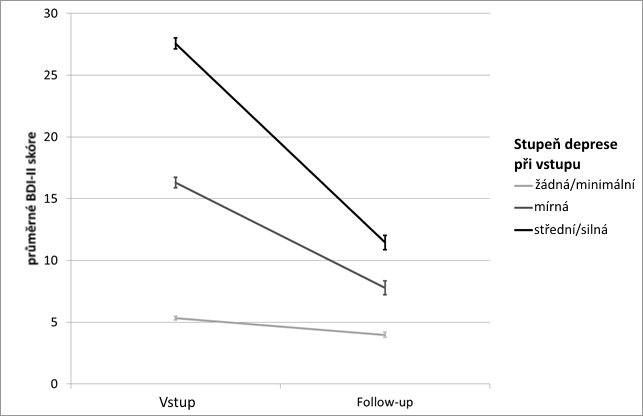 30
25
20
15
10
5
0
průměrné BDI-II skóre
Vstup
Follow-up
Stupeň deprese
při vstupu
žádná/minimální
mírná
střední/silná